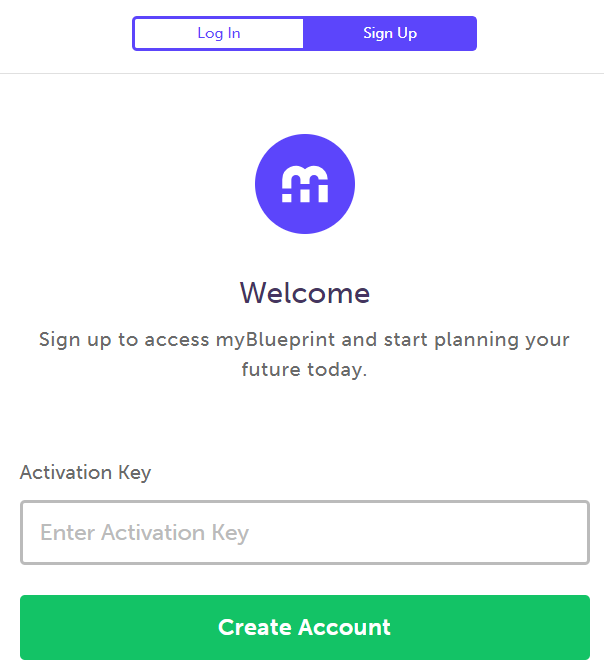 Log In
Sign Up
Welcome
Sign up to access myBlueprint and start planning your
future today.
Activation Key
Enter Activation Key
Create Account